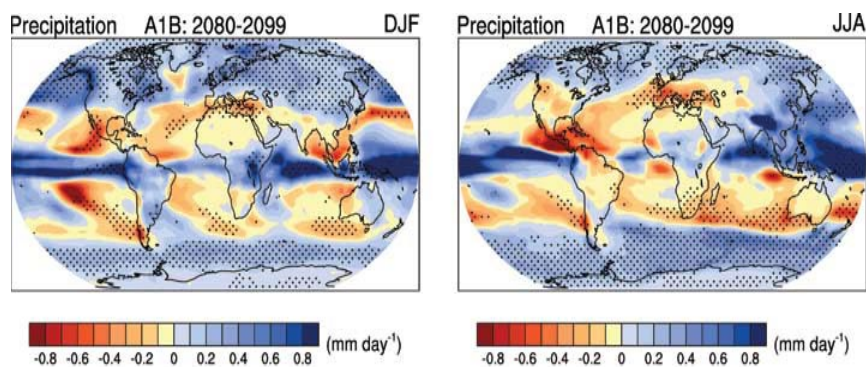 Precipitation A1B: 2080-2099 DJF
Precipitation A1B: 2080-2099 JJA
-0.8 -0.6 -0.4 -0.2 0 0.2 0.4 0.6 0.8 (mm day⁻¹)
-0.8 -0.6 -0.4 -0.2 0 0.2 0.4 0.6 0.8 (mm day⁻¹)